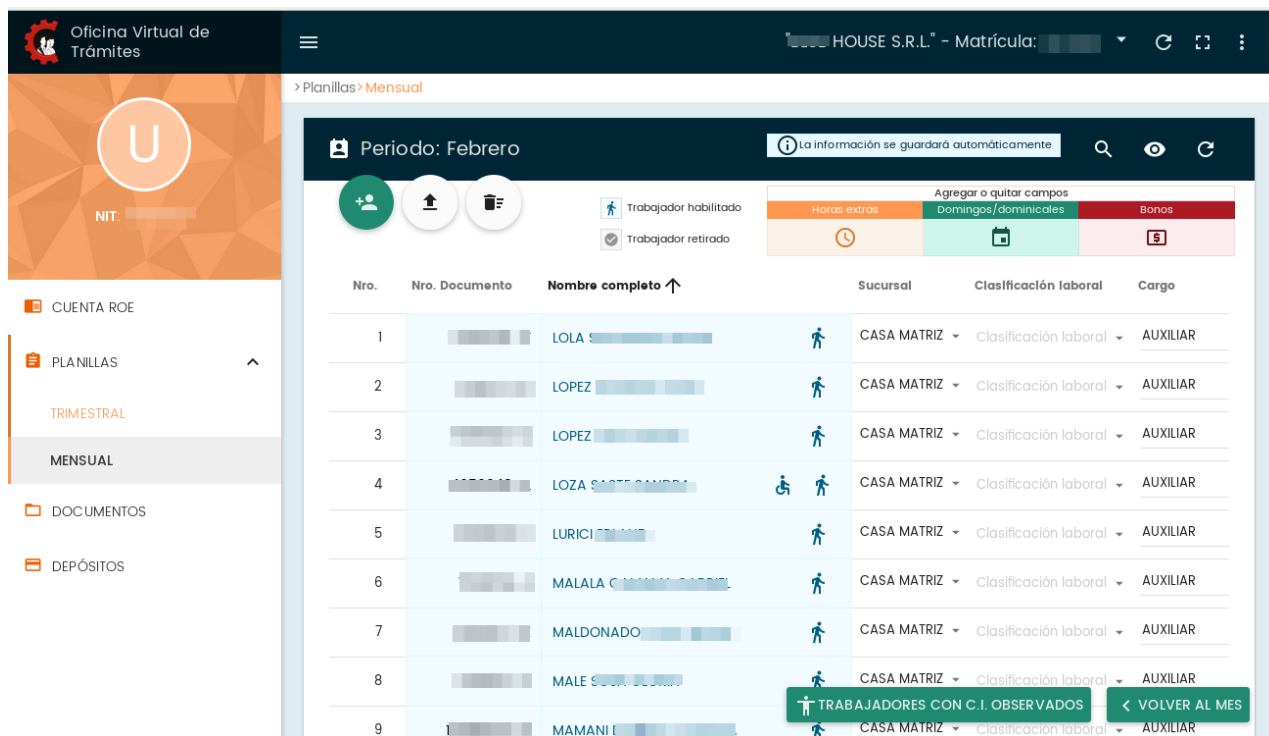 Oficina Virtual de
Trámites
HOUSE S.R.L." - Matrícula:
U
NIT:
CUENTA ROE
PLANILLAS
TRIMESTRAL
MENSUAL
DOCUMENTOS
DEPÓSITOS
>Planillas>Mensual
Periodo: Febrero
La información se guardará automáticamente
Trabajador habilitado
Trabajador retirado
Agregar o quitar campos
Horas extras Domingos/dominicales Bonos
Nro. Nro. Documento Nombre completo Sucursal Clasificación laboral Cargo
1 LOLA CASA MATRIZ Clasificación laboral AUXILIAR
2 LOPEZ CASA MATRIZ Clasificación laboral AUXILIAR
3 LOPEZ CASA MATRIZ Clasificación laboral AUXILIAR
4 LOZA CASA MATRIZ Clasificación laboral AUXILIAR
5 LURICI CASA MATRIZ Clasificación laboral AUXILIAR
6 MALALA CASA MATRIZ Clasificación laboral AUXILIAR
7 MALDONADO CASA MATRIZ Clasificación laboral AUXILIAR
8 MALE CASA MATRIZ Clasificación laboral AUXILIAR
9 MAMANI CASA MATRIZ Clasificación laboral AUXILIAR
TRABAJADORES CON C.I. OBSERVADOS
VOLVER AL MES